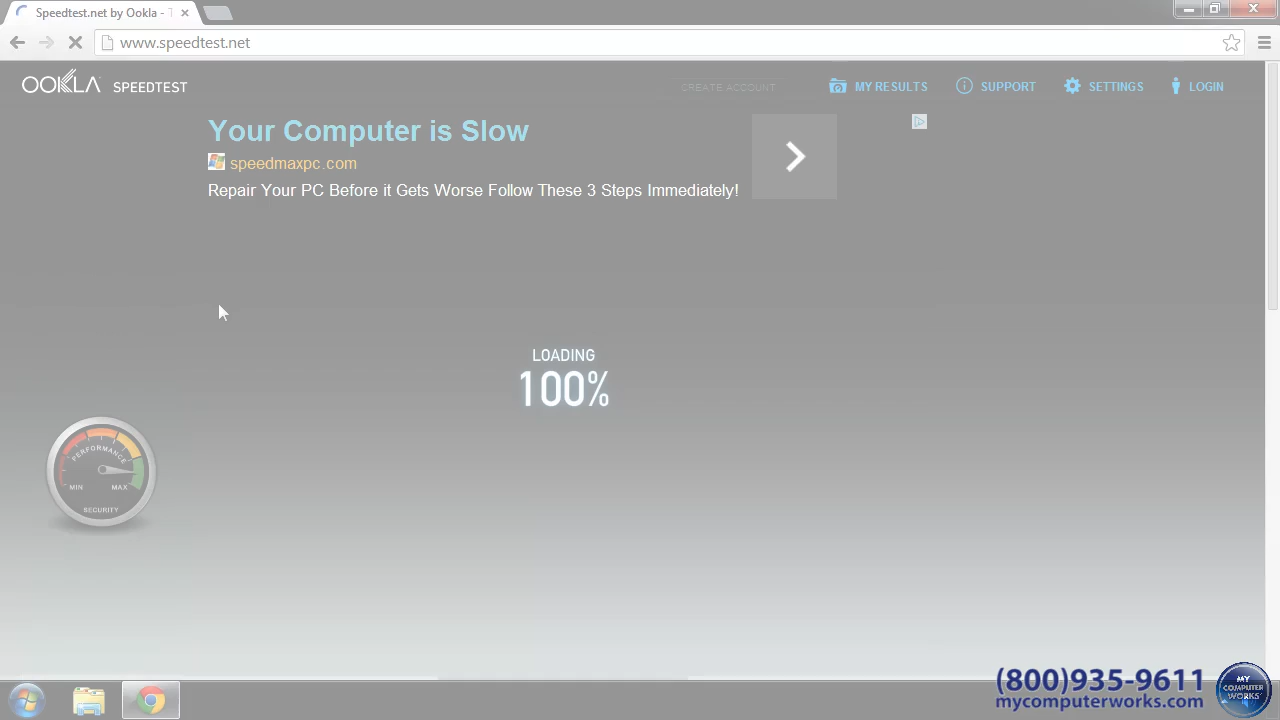 Speedtest.net by Ookla - T
www.speedtest.net
OOKLA SPEEDTEST
CREATE ACCOUNT
MY RESULTS
SUPPORT
SETTINGS
LOGIN
Your Computer is Slow
speedmaxpc.com
Repair Your PC Before it Gets Worse Follow These 3 Steps Immediately!
LOADING
100%
PERFORMANCE
MIN MAX
SECURITY
(800)935-9611
mycomputerworks.com
MY
COMPUTER
WORKS